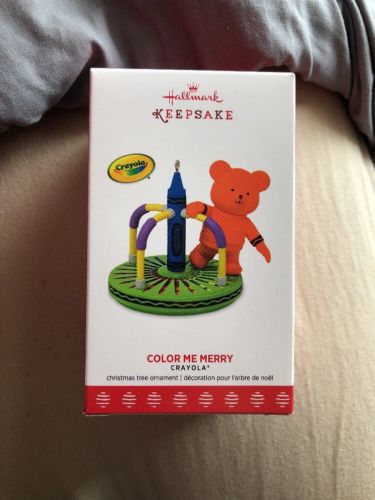 Hallmark
KEEPSAKE
Crayola
COLOR ME MERRY
CRAYOLA®
christmas tree ornament | décoration pour l'arbre de noël